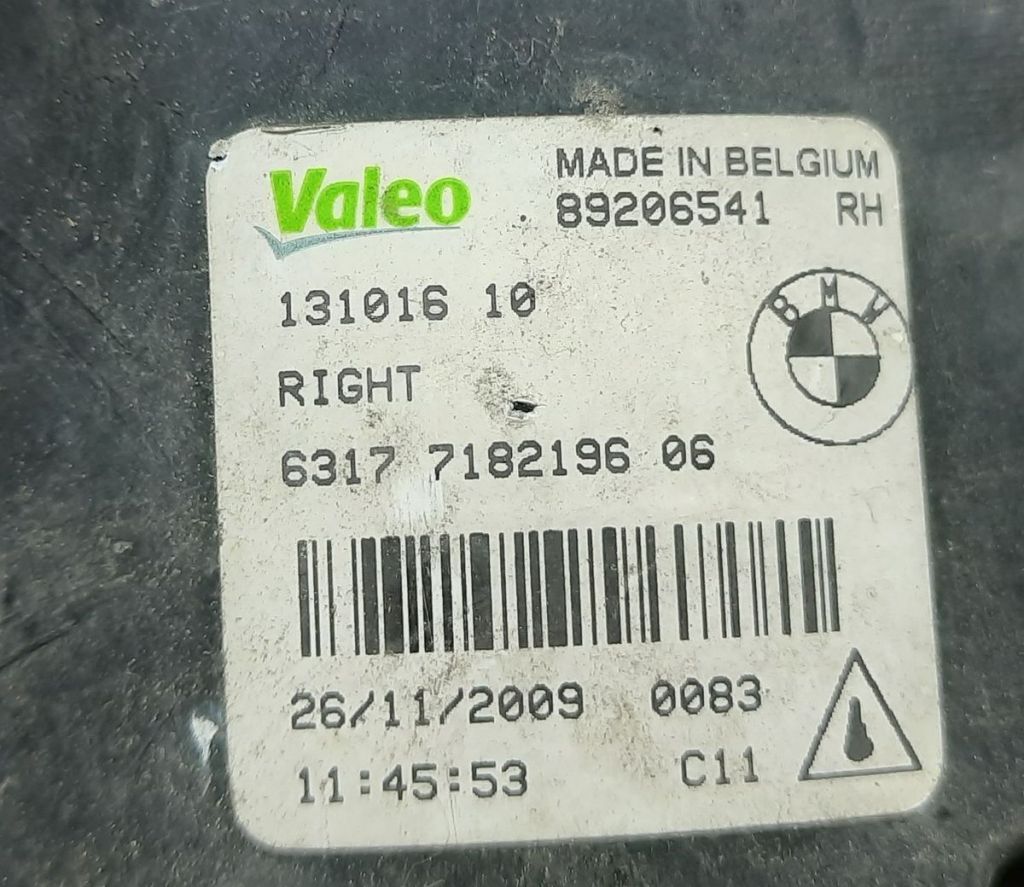 Valeo
MADE IN BELGIUM
89206541 RH
131016 10
BMW
RIGHT
6317 7182196 06
26/11/2009 0083
11:45:53 C11